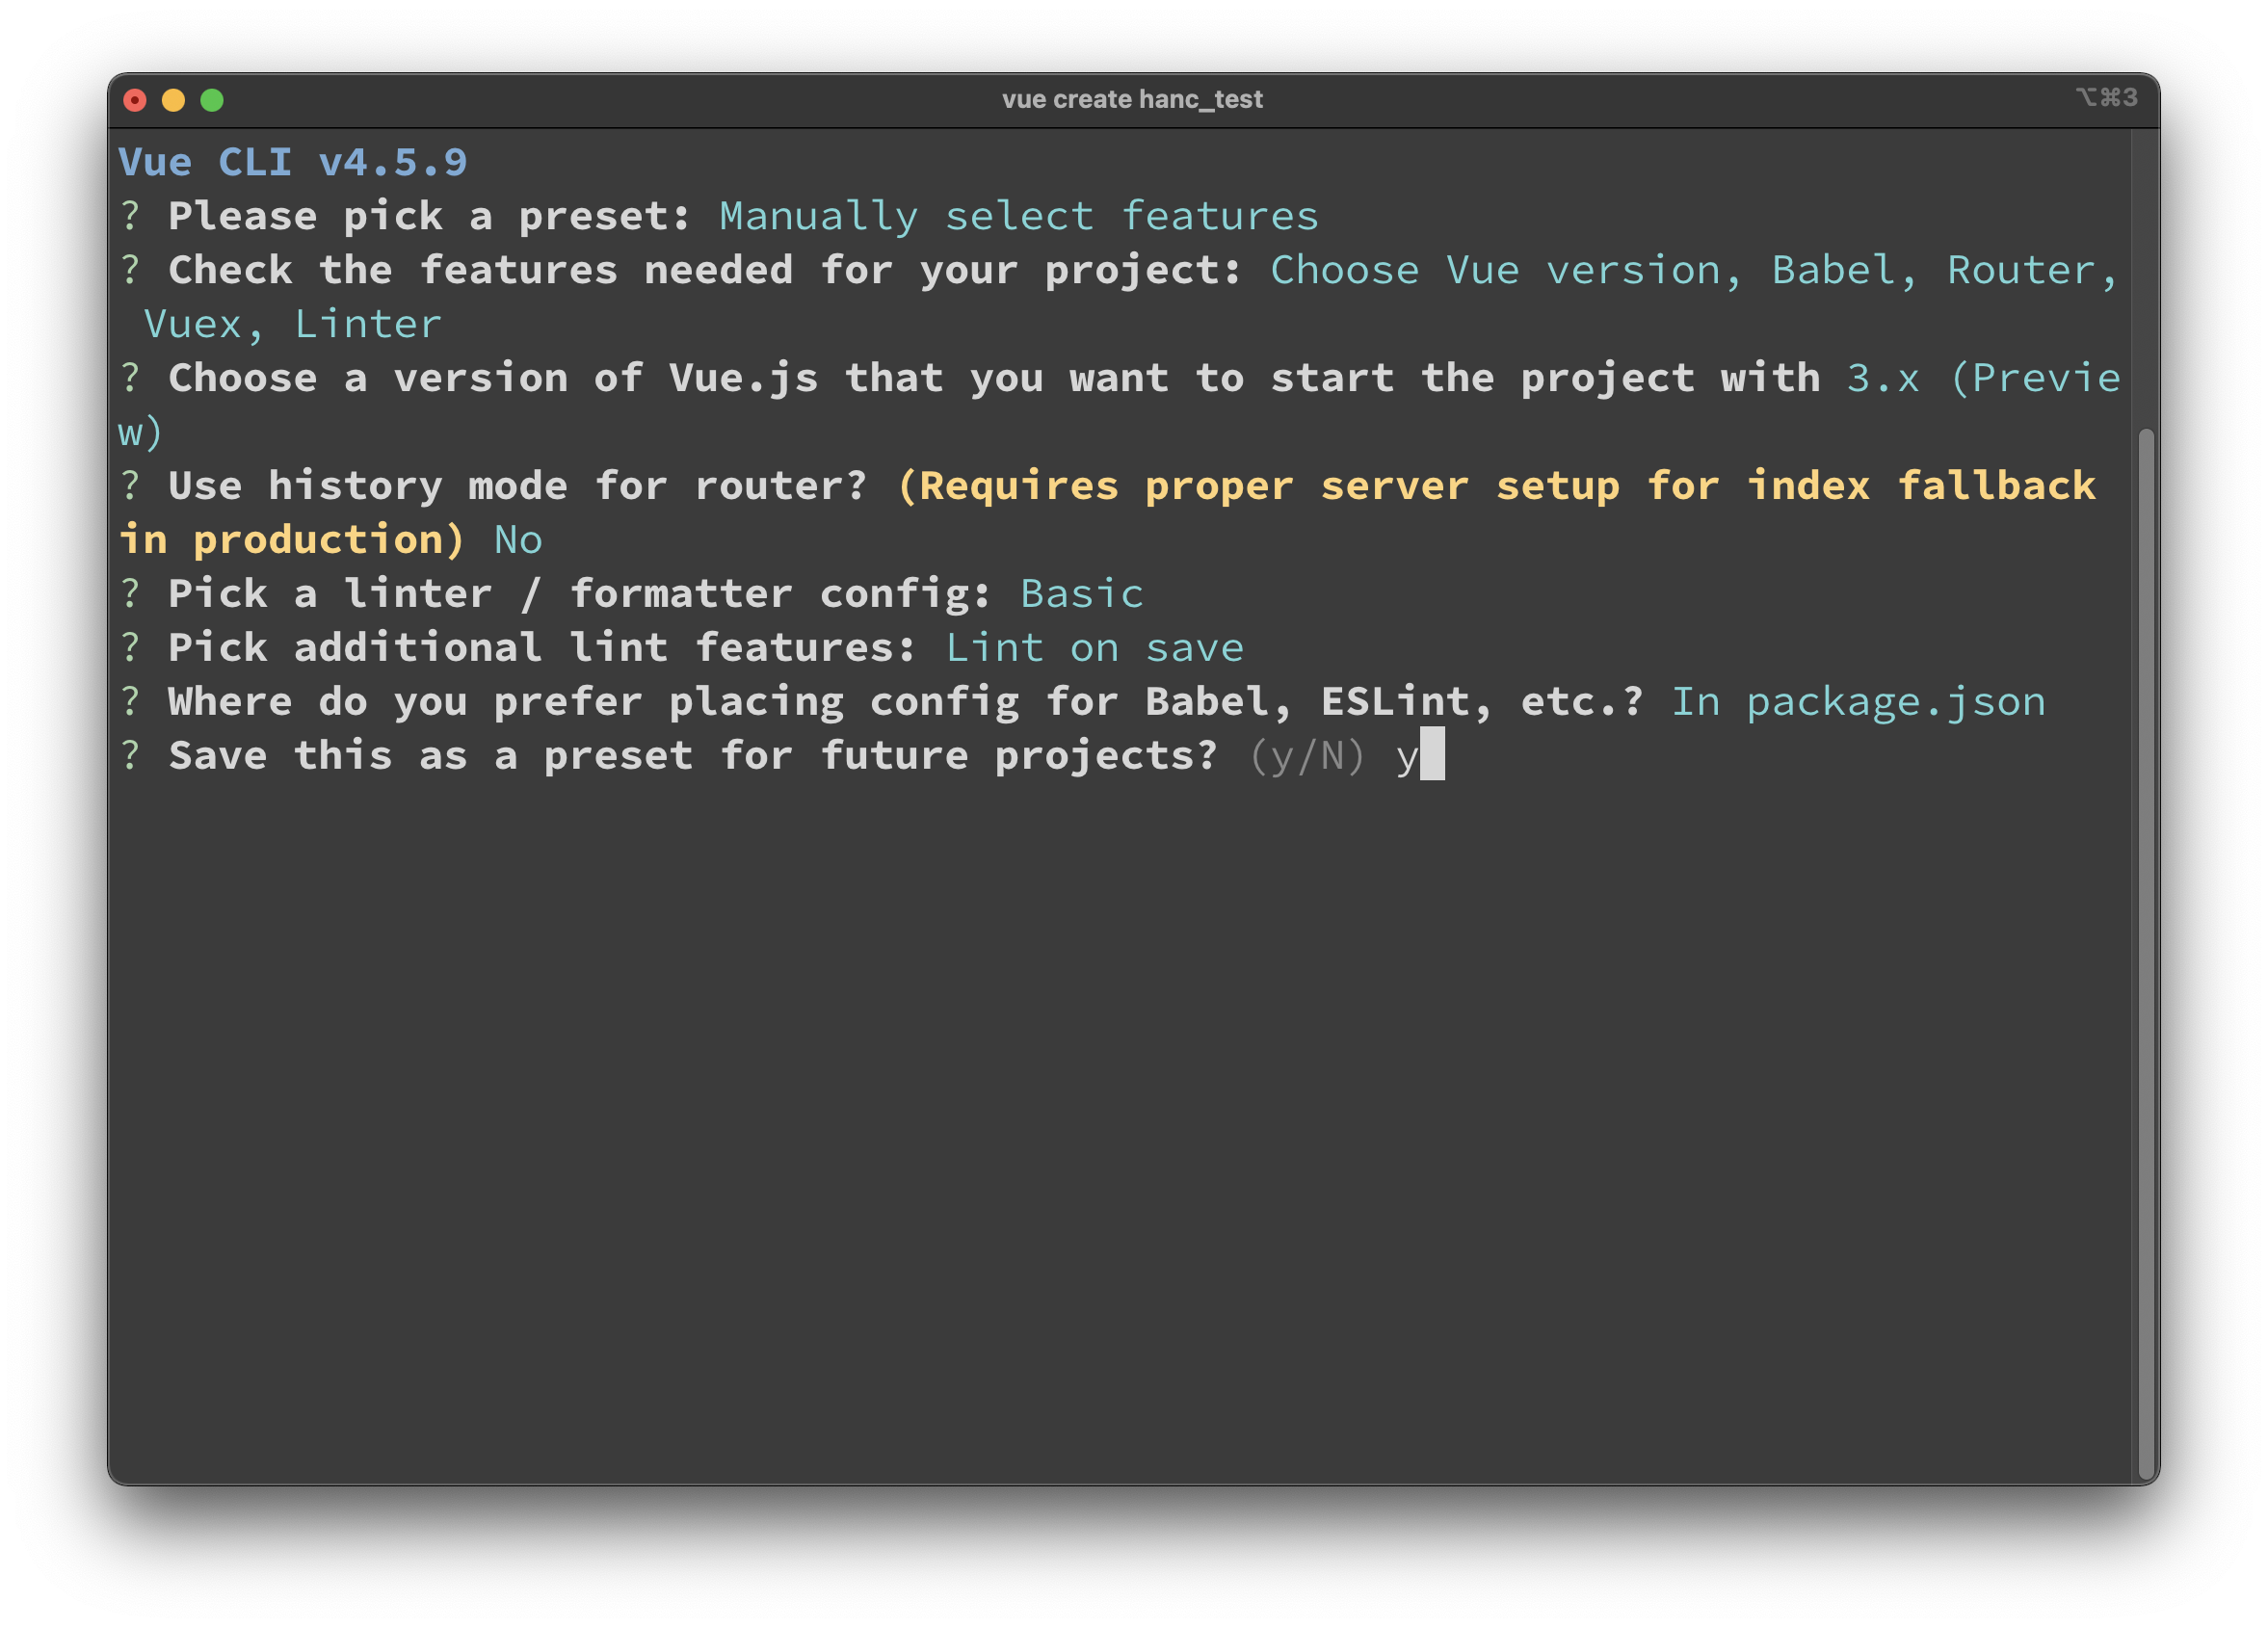 vue create hanc_test
⌥⌘3
Vue CLI v4.5.9
? Please pick a preset: Manually select features
? Check the features needed for your project: Choose Vue version, Babel, Router,
Vuex, Linter
? Choose a version of Vue.js that you want to start the project with 3.x (Previe
w)
? Use history mode for router? (Requires proper server setup for index fallback
in production) No
? Pick a linter / formatter config: Basic
? Pick additional lint features: Lint on save
? Where do you prefer placing config for Babel, ESLint, etc.? In package.json
? Save this as a preset for future projects? (y/N) y